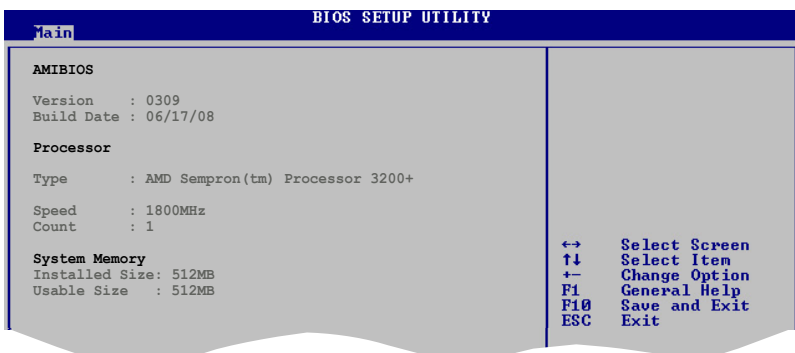 BIOS SETUP UTILITY
Main
AMIBIOS
Version : 0309
Build Date : 06/17/08
Processor
Type : AMD Sempron(tm) Processor 3200+
Speed : 1800MHz
Count : 1
System Memory
Installed Size: 512MB
Usable Size : 512MB
←→ Select Screen
↑↓ Select Item
+- Change Option
F1 General Help
F10 Save and Exit
ESC Exit